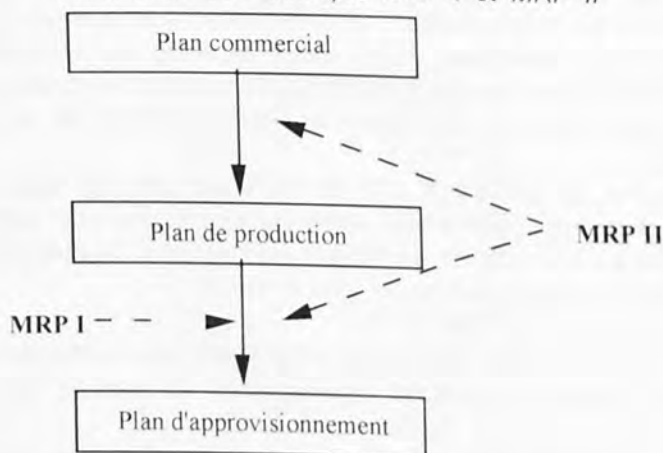 Plan commercial
Plan de production
MRP II
MRP I
Plan d'approvisionnement